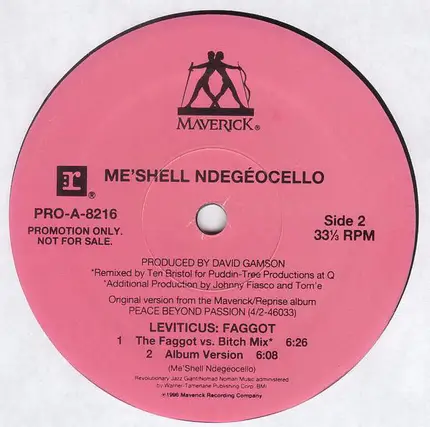 MAVERICK®
r®
ME'SHELL NDEGÉOCELLO
PRO-A-8216
PROMOTION ONLY.
NOT FOR SALE.
Side 2
33⅓ RPM
PRODUCED BY DAVID GAMSON
*Remixed by Ten Bristol for Puddin-Tree Productions at Q
*Additional Production by Johnny Fiasco and Tom'e
Original version from the Maverick/Reprise album
PEACE BEYOND PASSION (4/2-46033)
LEVITICUS: FAGGOT
1 The Faggot vs. Bitch Mix* 6:26
2 Album Version 6:08
(Me'Shell Ndegeocello)
Revolutionary Jazz Giant/Nomad Noman Music administered
by Warner-Tamerlane Publishing Corp. BMI
℗1996 Maverick Recording Company